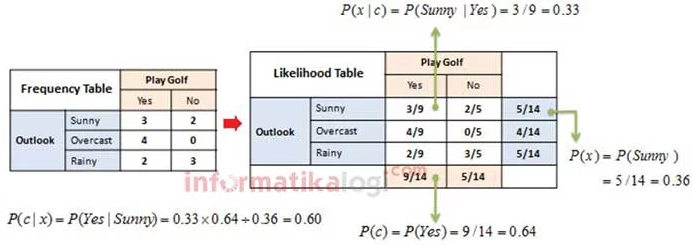 P(x | c) = P(Sunny | Yes) = 3/9 = 0.33
Frequency Table
Play Golf
Yes No
Outlook
Sunny 3 2
Overcast 4 0
Rainy 2 3
Likelihood Table
Play Golf
Yes No
Outlook
Sunny 3/9 2/5 5/14
Overcast 4/9 0/5 4/14
Rainy 2/9 3/5 5/14
9/14 5/14
informatikalogi.com
P(x) = P(Sunny)
= 5/14 = 0.36
P(c | x) = P(Yes | Sunny) = 0.33 × 0.64 ÷ 0.36 = 0.60
P(c) = P(Yes) = 9/14 = 0.64